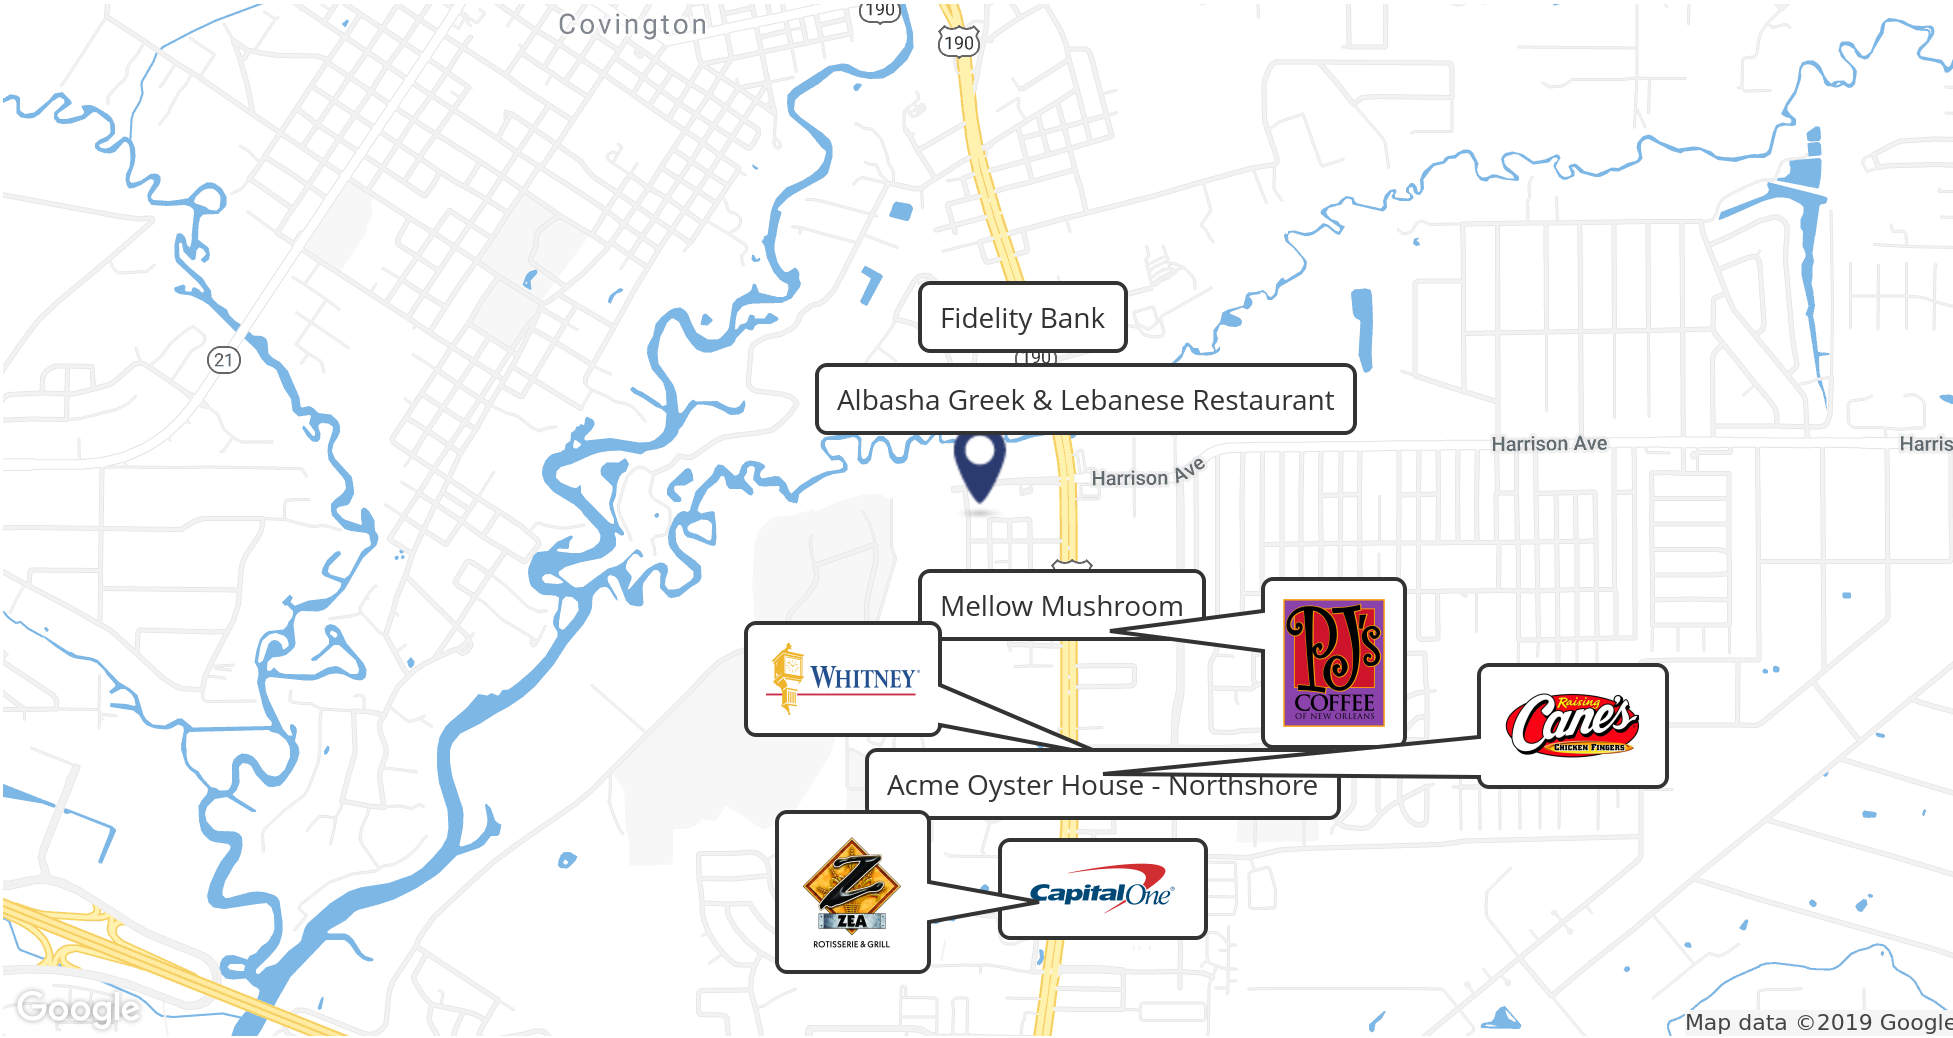 Covington
190
190
21
Fidelity Bank
190
Albasha Greek & Lebanese Restaurant
Harrison Ave
Harris
Harrison Ave
Mellow Mushroom
WHITNEY
PJ's
COFFEE
OF NEW ORLEANS
Raising
Cane's
CHICKEN FINGERS
Acme Oyster House - Northshore
Z
ZEA
ROTISSERIE & GRILL
CapitalOne
Google
Map data ©2019 Google